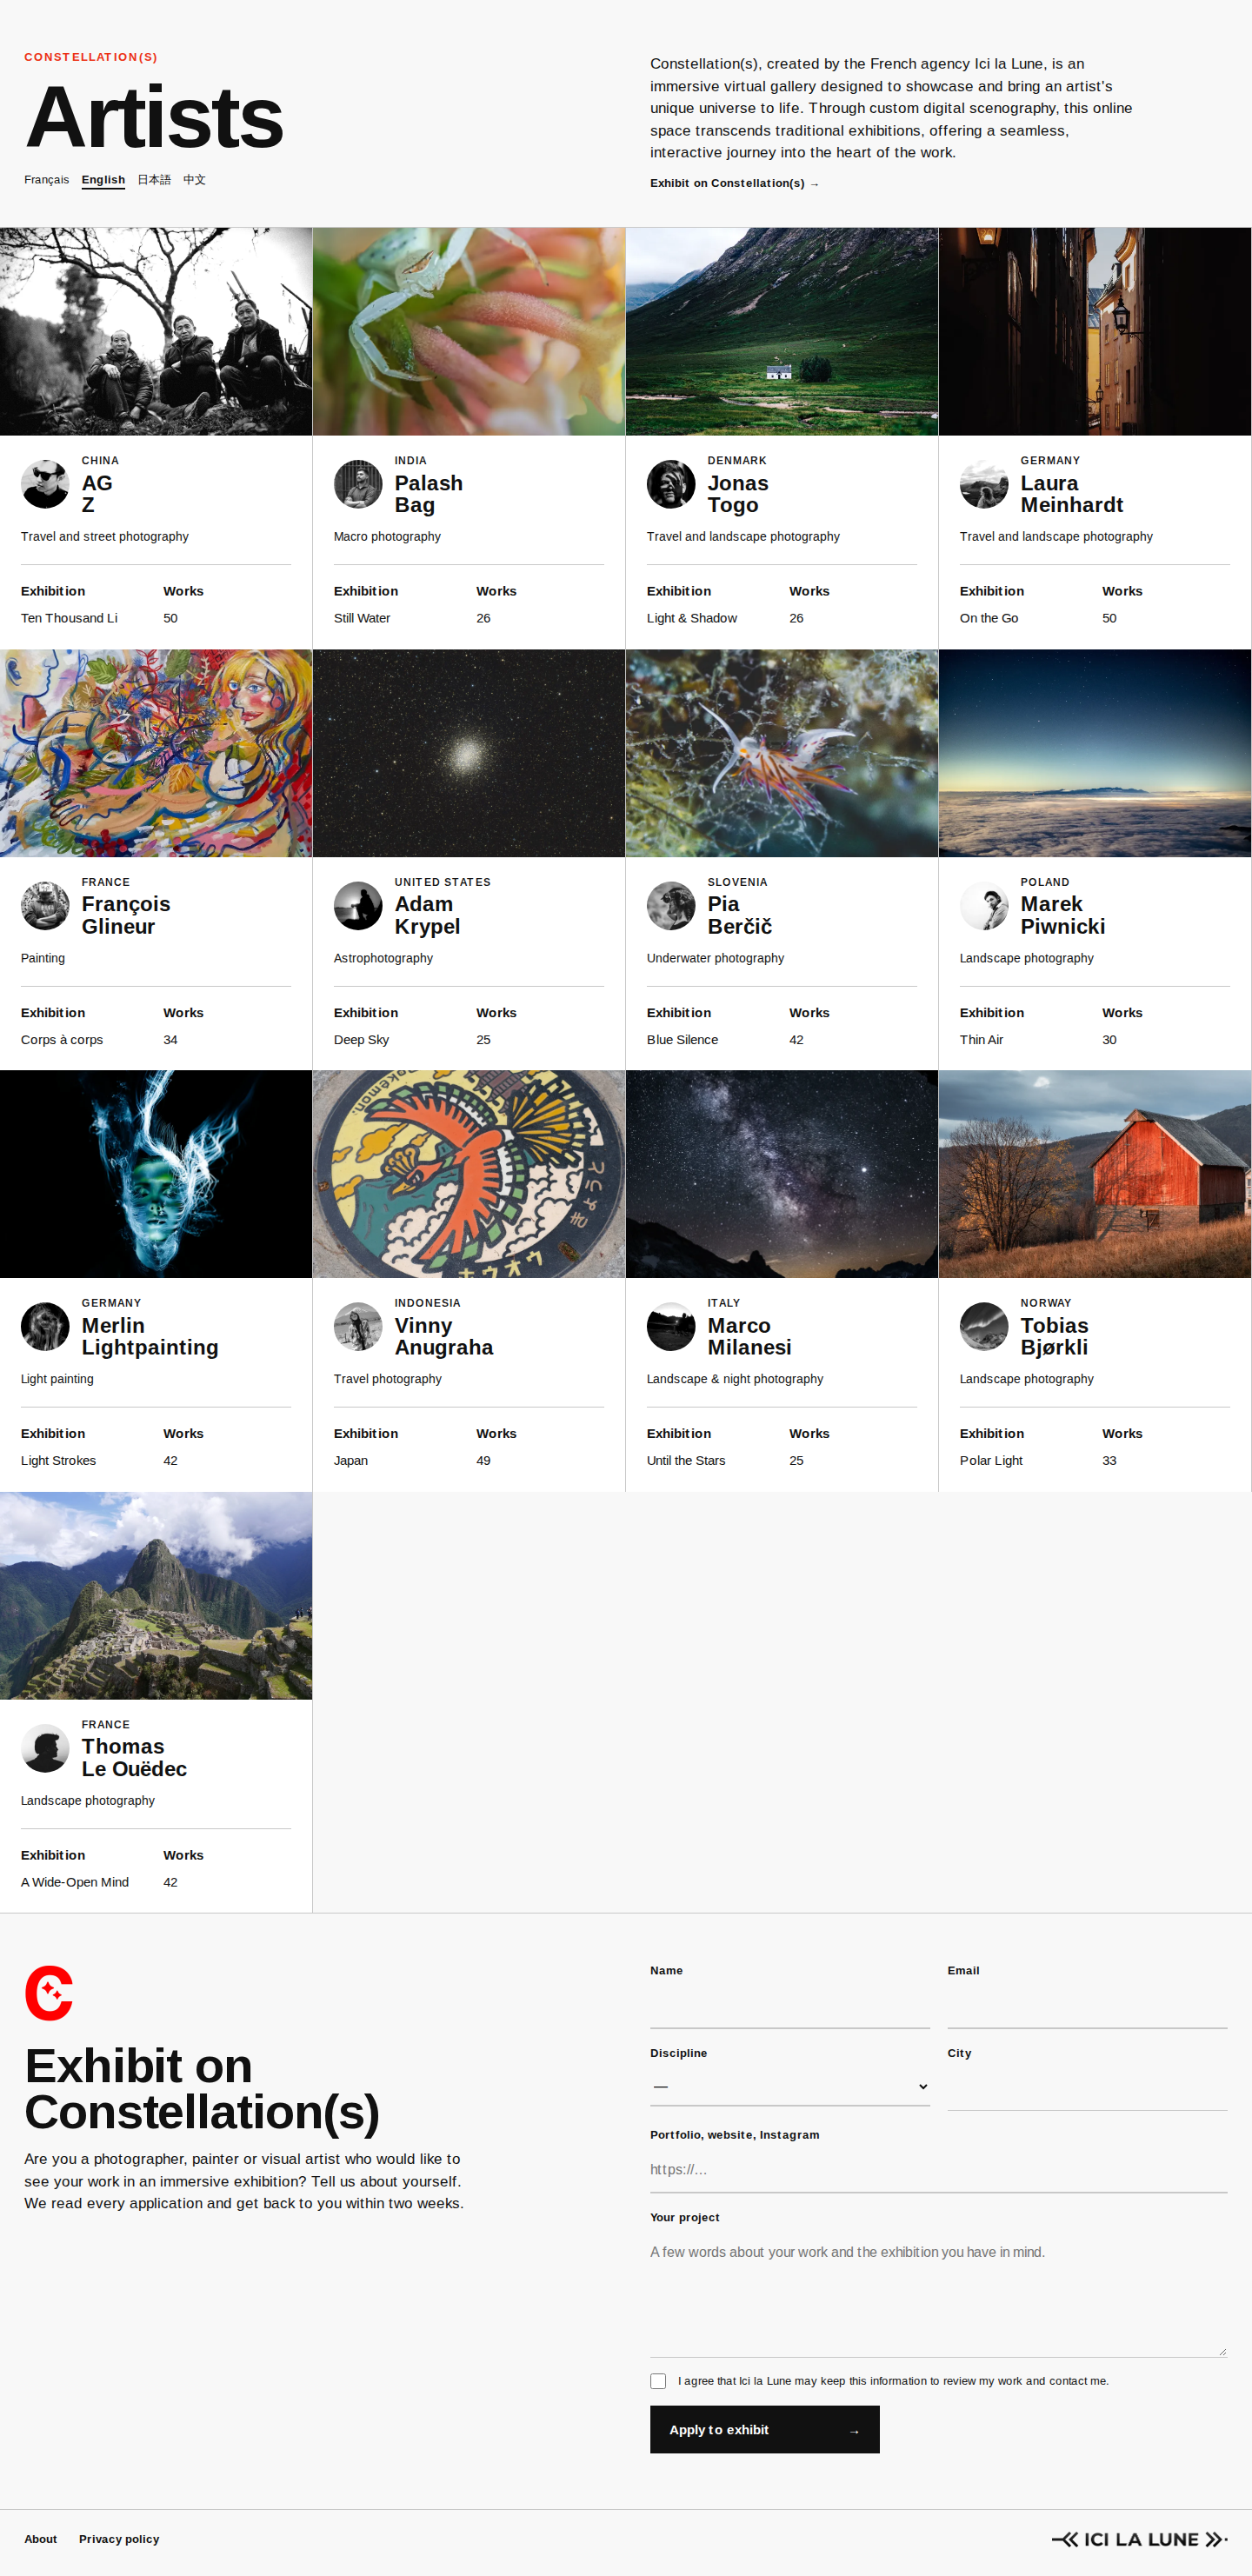 CONSTELLATION(S)
Artists
Français English 日本語 中文
Constellation(s), created by the French agency Ici la Lune, is an
immersive virtual gallery designed to showcase and bring an artist's
unique universe to life. Through custom digital scenography, this online
space transcends traditional exhibitions, offering a seamless,
interactive journey into the heart of the work.
Exhibit on Constellation(s) →
CHINA
AG
Z
Travel and street photography
Exhibition Works
Ten Thousand Li 50
INDIA
Palash
Bag
Macro photography
Exhibition Works
Still Water 26
DENMARK
Jonas
Togo
Travel and landscape photography
Exhibition Works
Light & Shadow 26
GERMANY
Laura
Meinhardt
Travel and landscape photography
Exhibition Works
On the Go 50
FRANCE
François
Glineur
Painting
Exhibition Works
Corps à corps 34
UNITED STATES
Adam
Krypel
Astrophotography
Exhibition Works
Deep Sky 25
SLOVENIA
Pia
Berčič
Underwater photography
Exhibition Works
Blue Silence 42
POLAND
Marek
Piwnicki
Landscape photography
Exhibition Works
Thin Air 30
GERMANY
Merlin
Lightpainting
Light painting
Exhibition Works
Light Strokes 42
Pokémon.
ホウオウ
INDONESIA
Vinny
Anugraha
Travel photography
Exhibition Works
Japan 49
ITALY
Marco
Milanesi
Landscape & night photography
Exhibition Works
Until the Stars 25
NORWAY
Tobias
Bjørkli
Landscape photography
Exhibition Works
Polar Light 33
FRANCE
Thomas
Le Ouëdec
Landscape photography
Exhibition Works
A Wide-Open Mind 42
C
Exhibit on
Constellation(s)
Are you a photographer, painter or visual artist who would like to
see your work in an immersive exhibition? Tell us about yourself.
We read every application and get back to you within two weeks.
Name Email
Discipline City
—
Portfolio, website, Instagram
https://...
Your project
A few words about your work and the exhibition you have in mind.
I agree that Ici la Lune may keep this information to review my work and contact me.
Apply to exhibit →
About Privacy policy
ICI LA LUNE